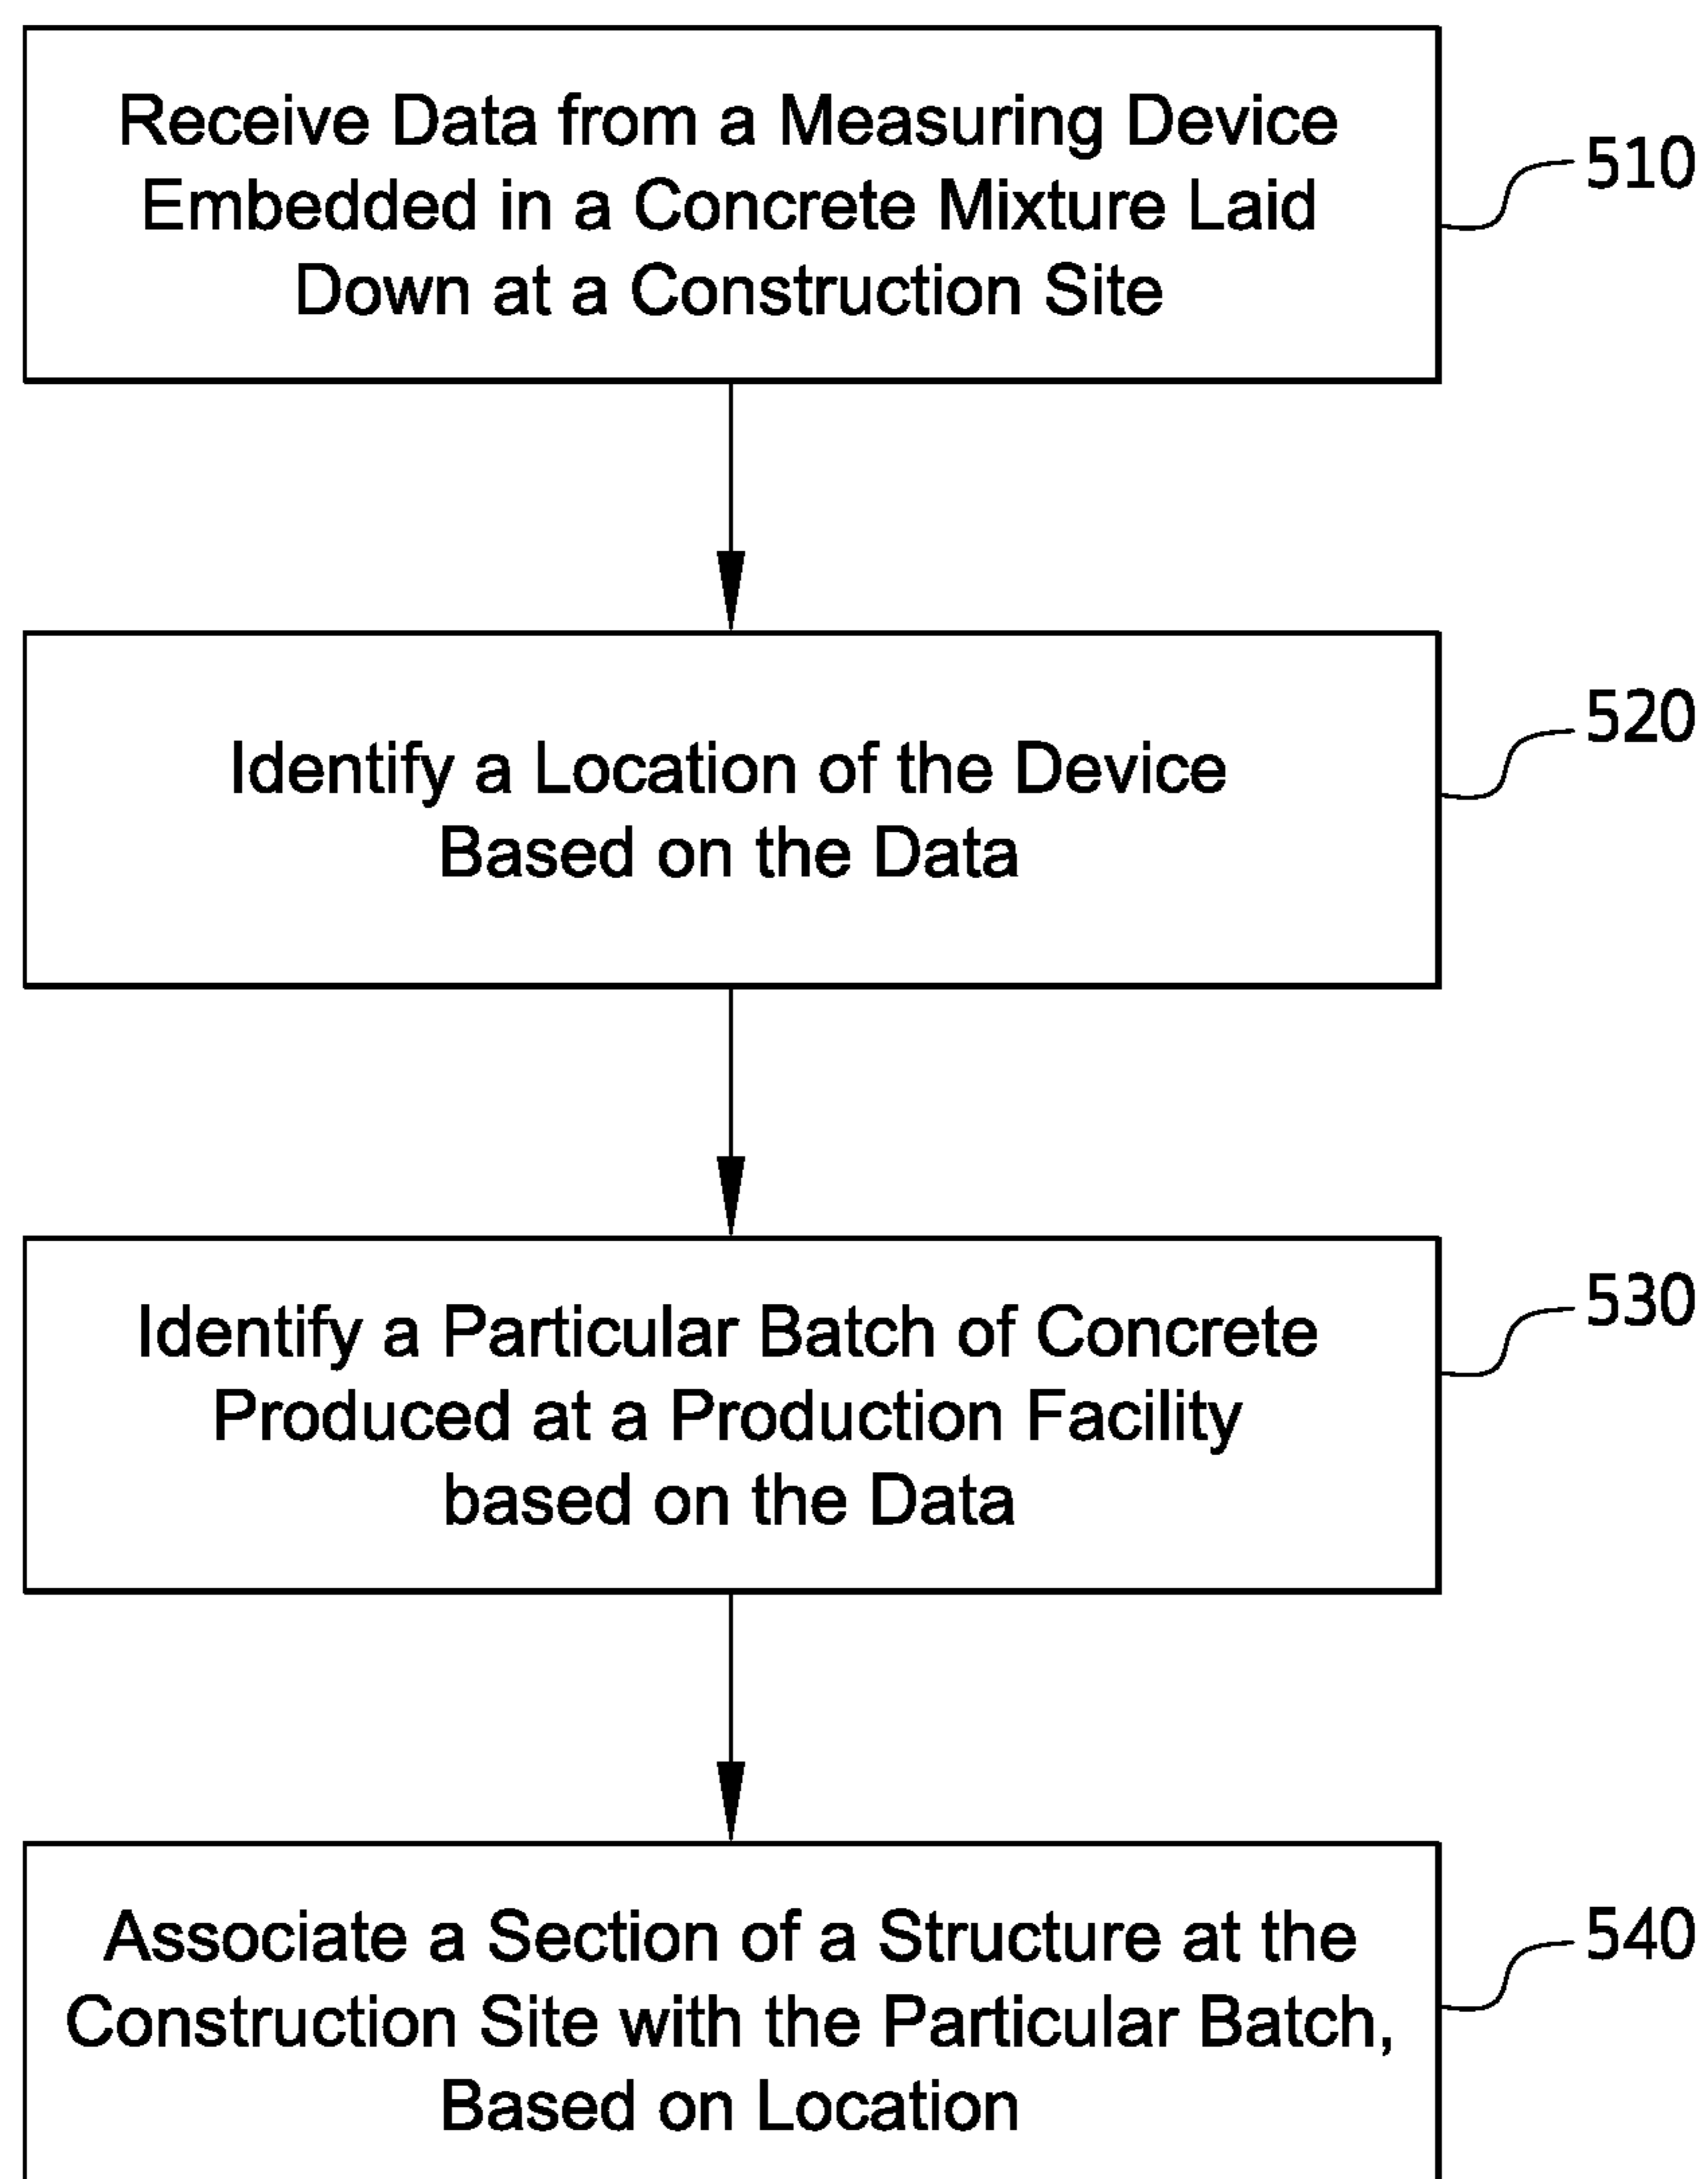 Receive Data from a Measuring Device
Embedded in a Concrete Mixture Laid
Down at a Construction Site
510
Identify a Location of the Device
Based on the Data
520
Identify a Particular Batch of Concrete
Produced at a Production Facility
based on the Data
530
Associate a Section of a Structure at the
Construction Site with the Particular Batch,
Based on Location
540